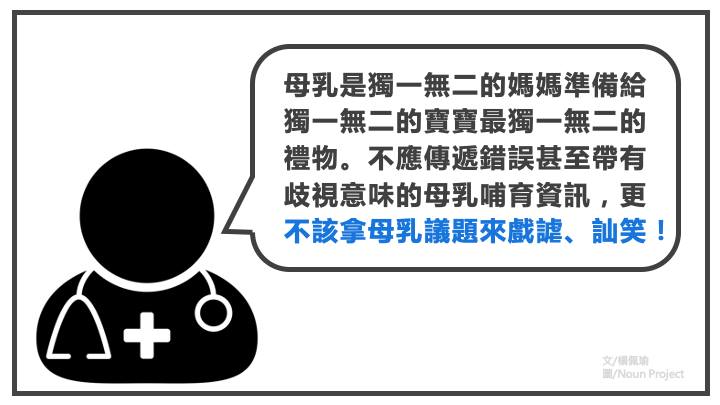 母乳是獨一無二的媽媽準備給
獨一無二的寶寶最獨一無二的
禮物。不應傳遞錯誤甚至帶有
歧視意味的母乳哺育資訊，更
不該拿母乳議題來戲謔、訕笑！
文/楊佩瑜
圖/Noun Project